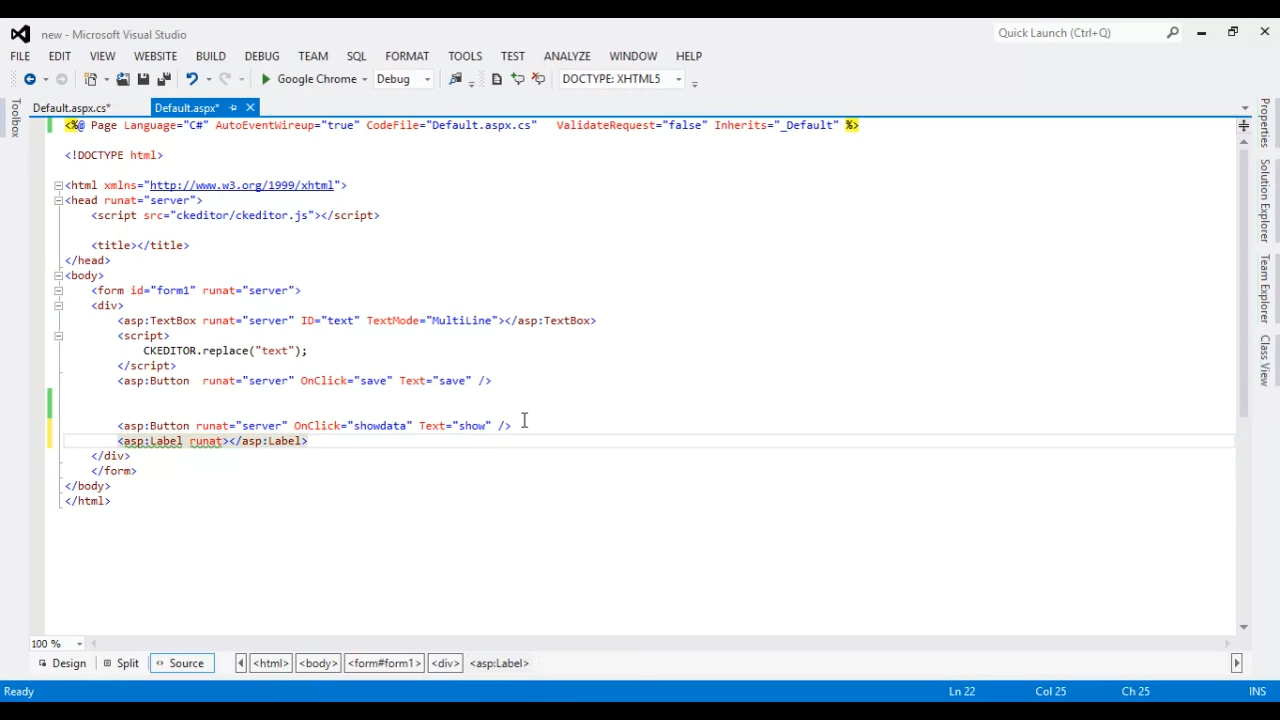 new - Microsoft Visual Studio
Quick Launch (Ctrl+Q)
FILE EDIT VIEW WEBSITE BUILD DEBUG TEAM SQL FORMAT TOOLS TEST ANALYZE WINDOW HELP
Google Chrome Debug DOCTYPE: XHTML5
Default.aspx.cs* Default.aspx*
Toolbox
Properties
Solution Explorer
Team Explorer
Class View
<%@ Page Language="C#" AutoEventWireup="true" CodeFile="Default.aspx.cs" ValidateRequest="false" Inherits="_Default" %>
<!DOCTYPE html>
<html xmlns="http://www.w3.org/1999/xhtml">
<head runat="server">
<script src="ckeditor/ckeditor.js"></script>
<title></title>
</head>
<body>
<form id="form1" runat="server">
<div>
<asp:TextBox runat="server" ID="text" TextMode="MultiLine"></asp:TextBox>
<script>
CKEDITOR.replace("text");
</script>
<asp:Button runat="server" OnClick="save" Text="save" />
<asp:Button runat="server" OnClick="showdata" Text="show" />
<asp:Label runat></asp:Label>
</div>
</form>
</body>
</html>
100 %
Design Split Source <html> <body> <form#form1> <div> <asp:Label>
Ready Ln 22 Col 25 Ch 25 INS